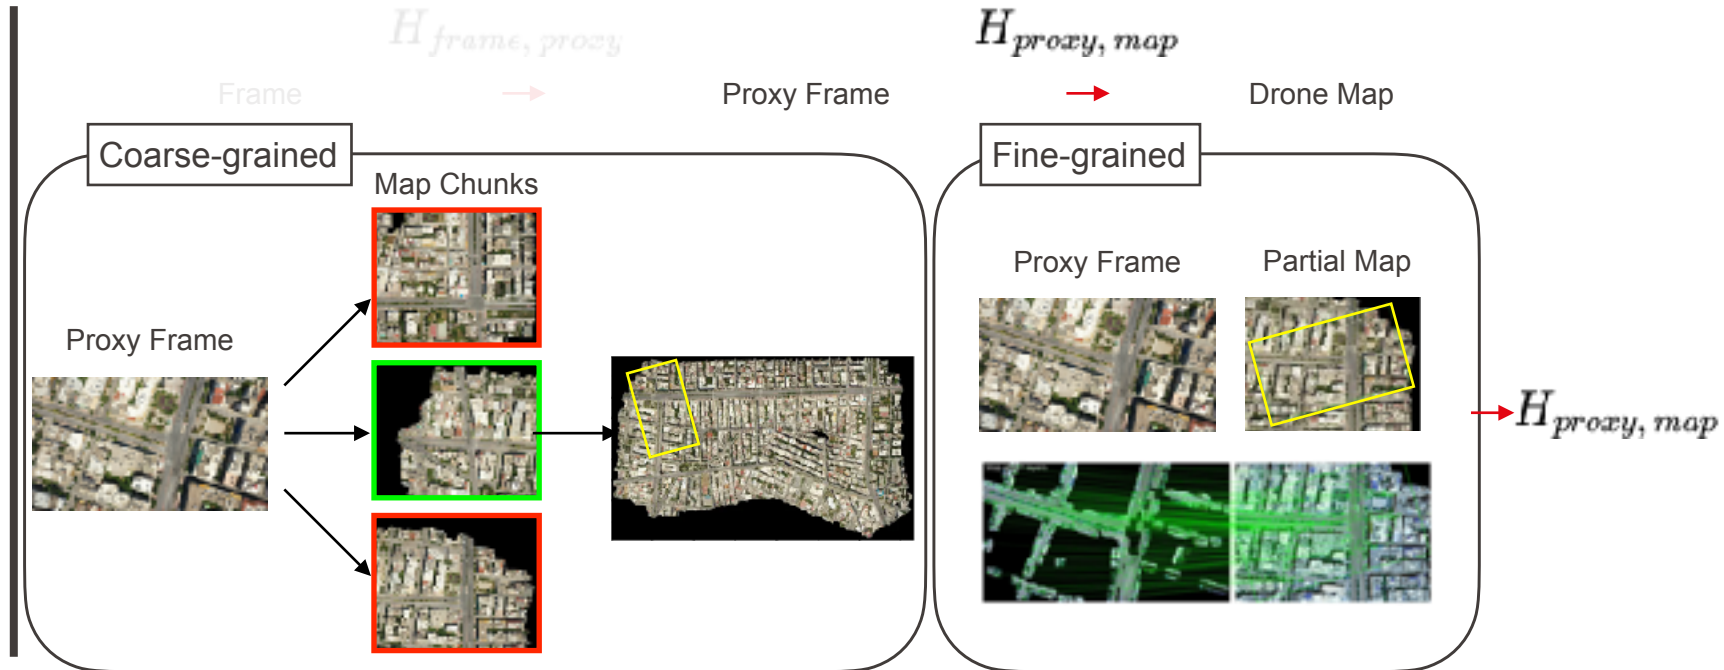 H_{frame, proxy}
H_{proxy, map}
Frame
Proxy Frame
Drone Map
Coarse-grained
Fine-grained
Map Chunks
Proxy Frame
Proxy Frame
Partial Map
H_{proxy, map}